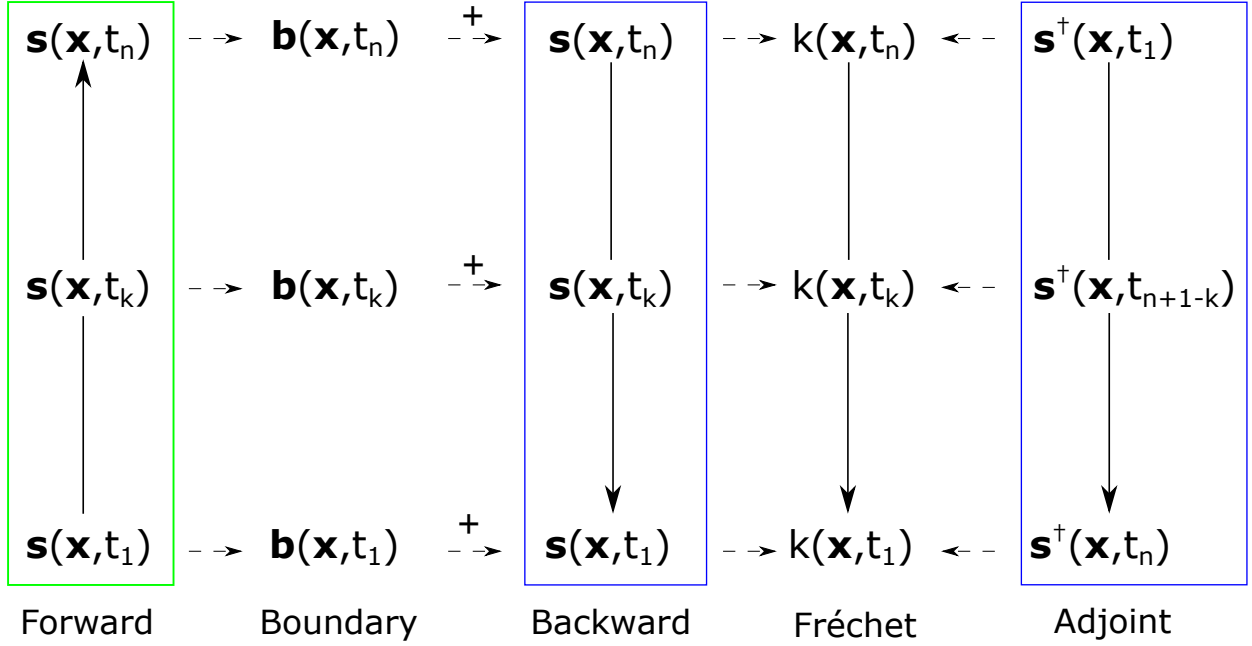 s(x,tn) b(x,tn) + s(x,tn) k(x,tn) s†(x,t1)
s(x,tk) b(x,tk) + s(x,tk) k(x,tk) s†(x,tn+1-k)
s(x,t1) b(x,t1) + s(x,t1) k(x,t1) s†(x,tn)
Forward Boundary Backward Fréchet Adjoint